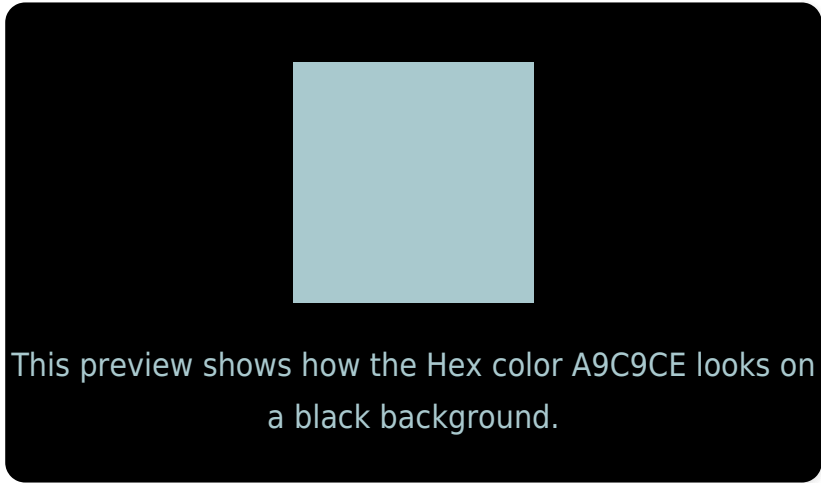 This preview shows how the Hex color A9C9CE looks on
a black background.